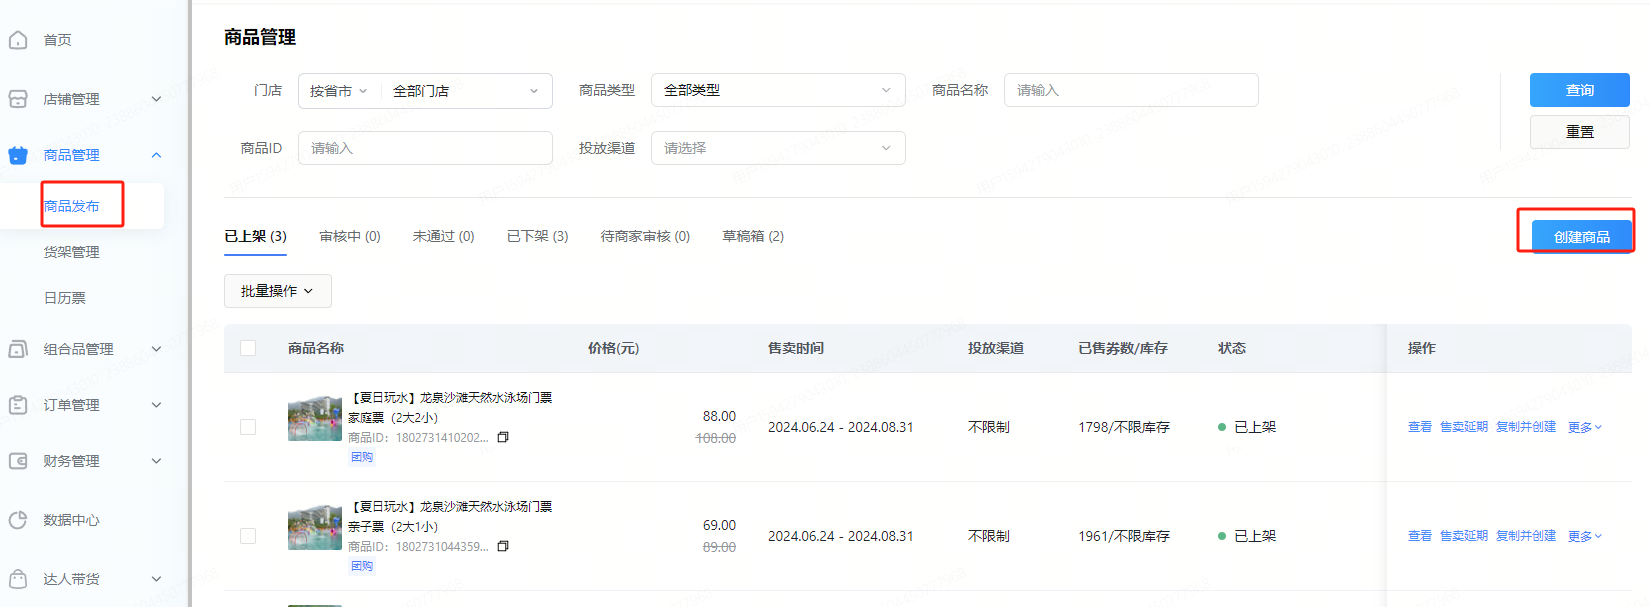 首页
店铺管理
商品管理
商品发布
货架管理
日历票
组合品管理
订单管理
财务管理
数据中心
达人带货
商品管理
门店 按省市 全部门店 商品类型 全部类型 商品名称 请输入 查询
重置
商品ID 请输入 投放渠道 请选择
已上架 (3) 审核中 (0) 未通过 (0) 已下架 (3) 待商家审核 (0) 草稿箱 (2) 创建商品
批量操作
商品名称 价格(元) 售卖时间 投放渠道 已售券数/库存 状态 操作
【夏日玩水】龙泉沙滩天然水泳场门票
家庭票（2大2小）
商品ID：1802731410202...
团购
88.00
108.00
2024.06.24 - 2024.08.31 不限制 1798/不限库存 已上架 查看 售卖延期 复制并创建 更多
【夏日玩水】龙泉沙滩天然水泳场门票
亲子票（2大1小）
商品ID：1802731044359...
团购
69.00
89.00
2024.06.24 - 2024.08.31 不限制 1961/不限库存 已上架 查看 售卖延期 复制并创建 更多